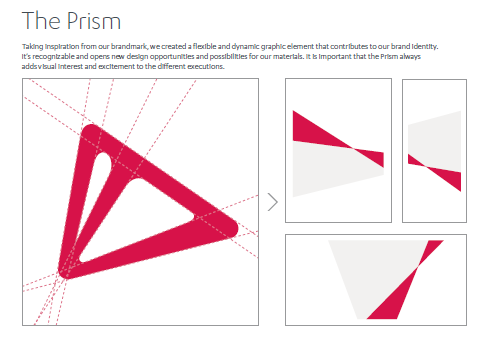 The Prism
Taking inspiration from our brandmark, we created a flexible and dynamic graphic element that contributes to our brand identity.
It's recognizable and opens new design opportunities and possibilities for our materials. It is important that the Prism always
adds visual interest and excitement to the different executions.